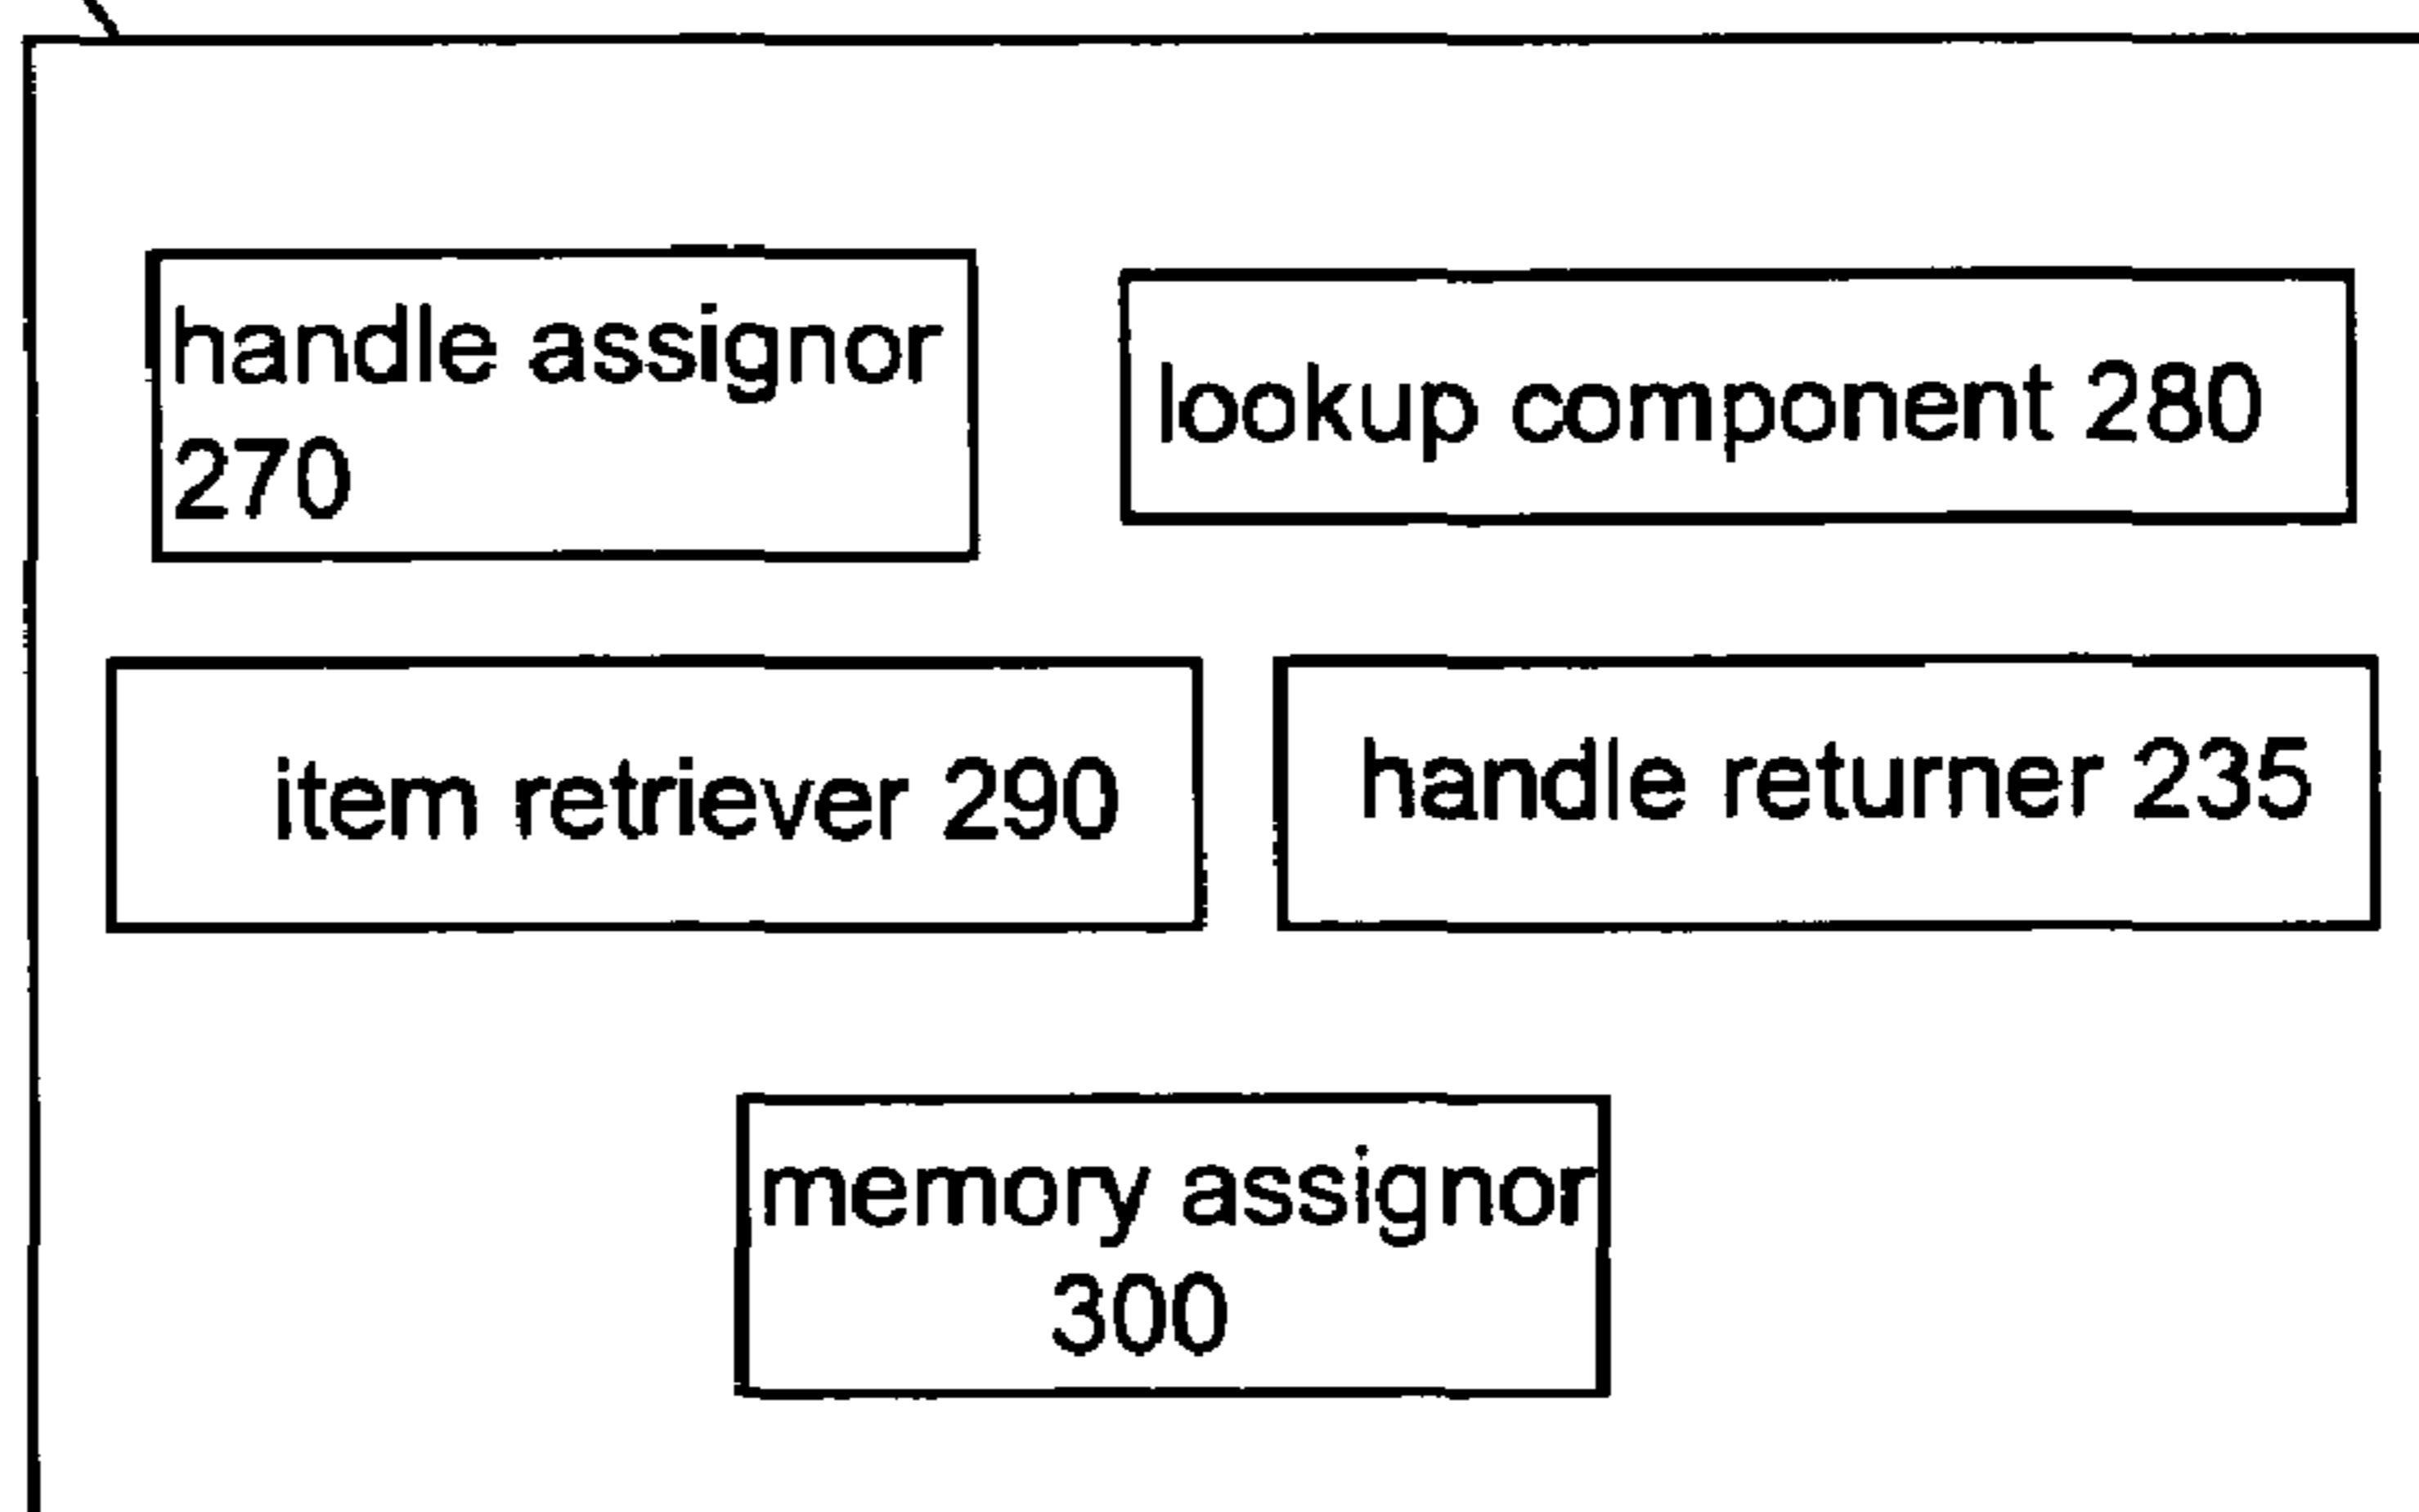 handle assignor
270
lookup component 280
item retriever 290
handle returner 235
memory assignor
300